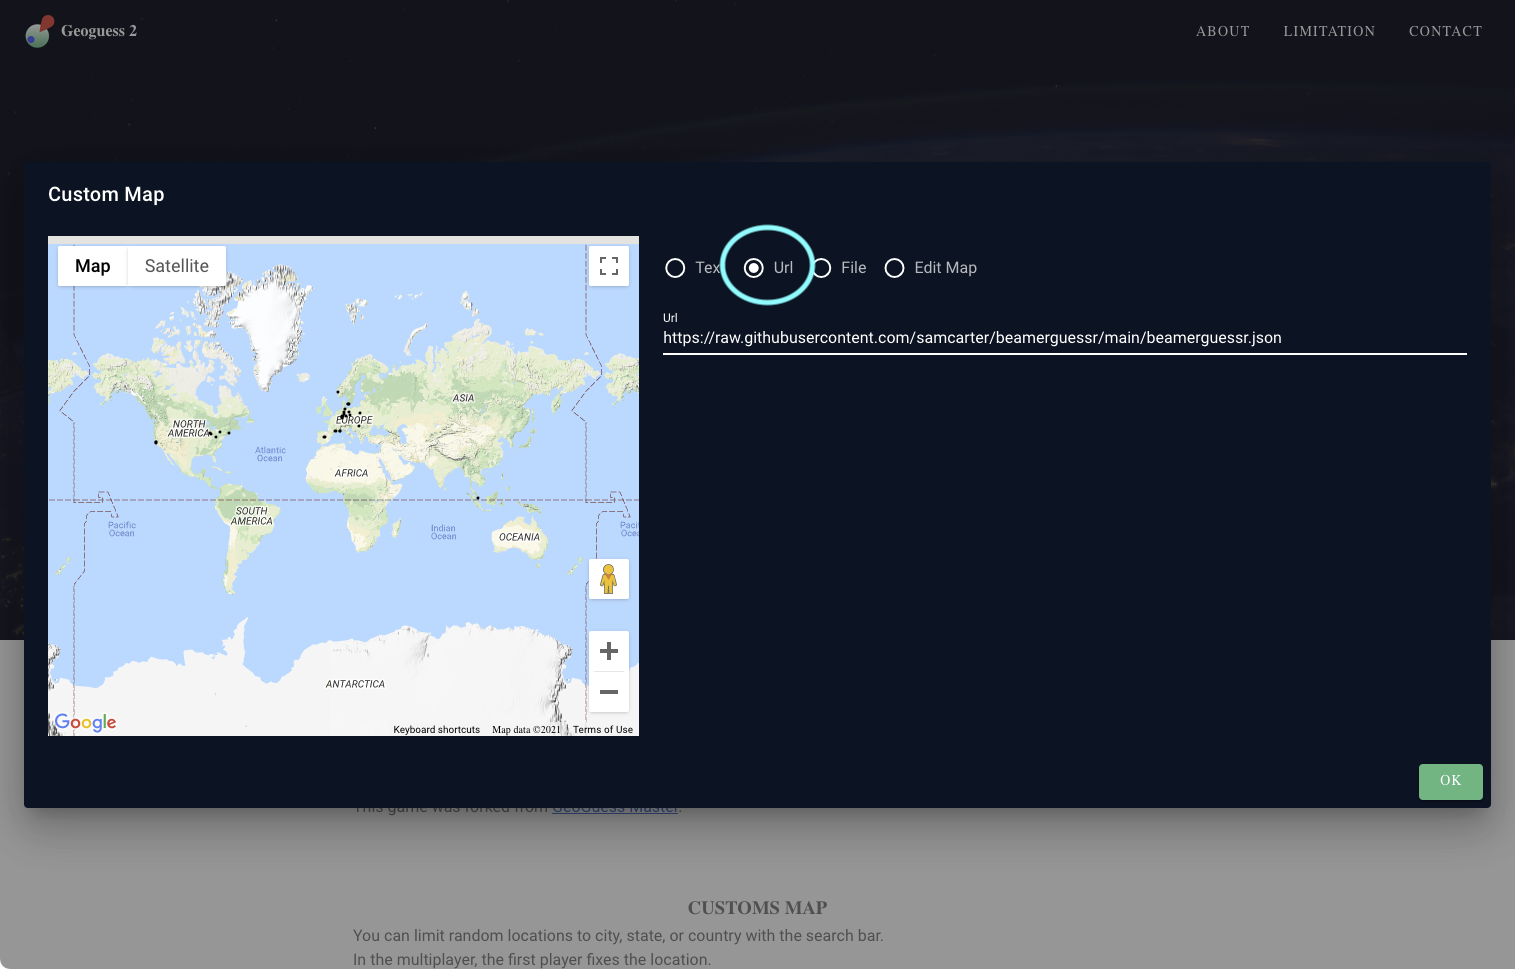 Geoguess 2
ABOUT
LIMITATION
CONTACT
Custom Map
Map
Satellite
Tex
Url
File
Edit Map
Url
https://raw.githubusercontent.com/samcarter/beamerguessr/main/beamerguessr.json
ASIA
EUROPE
NORTH
AMERICA
Atlantic
Ocean
AFRICA
SOUTH
AMERICA
Pacific
Ocean
Indian
Ocean
OCEANIA
Pacif
Ocea
ANTARCTICA
Google
Keyboard shortcuts
Map data ©2021
Terms of Use
OK
This game was forked from GeoGuess Master.
CUSTOMS MAP
You can limit random locations to city, state, or country with the search bar.
In the multiplayer, the first player fixes the location.